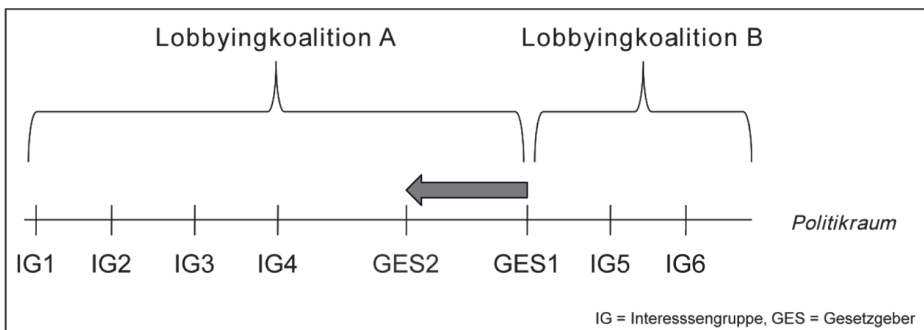 Lobbyingkoalition A Lobbyingkoalition B
Politikraum
IG1 IG2 IG3 IG4 GES2 GES1 IG5 IG6
IG = Interesssengruppe, GES = Gesetzgeber